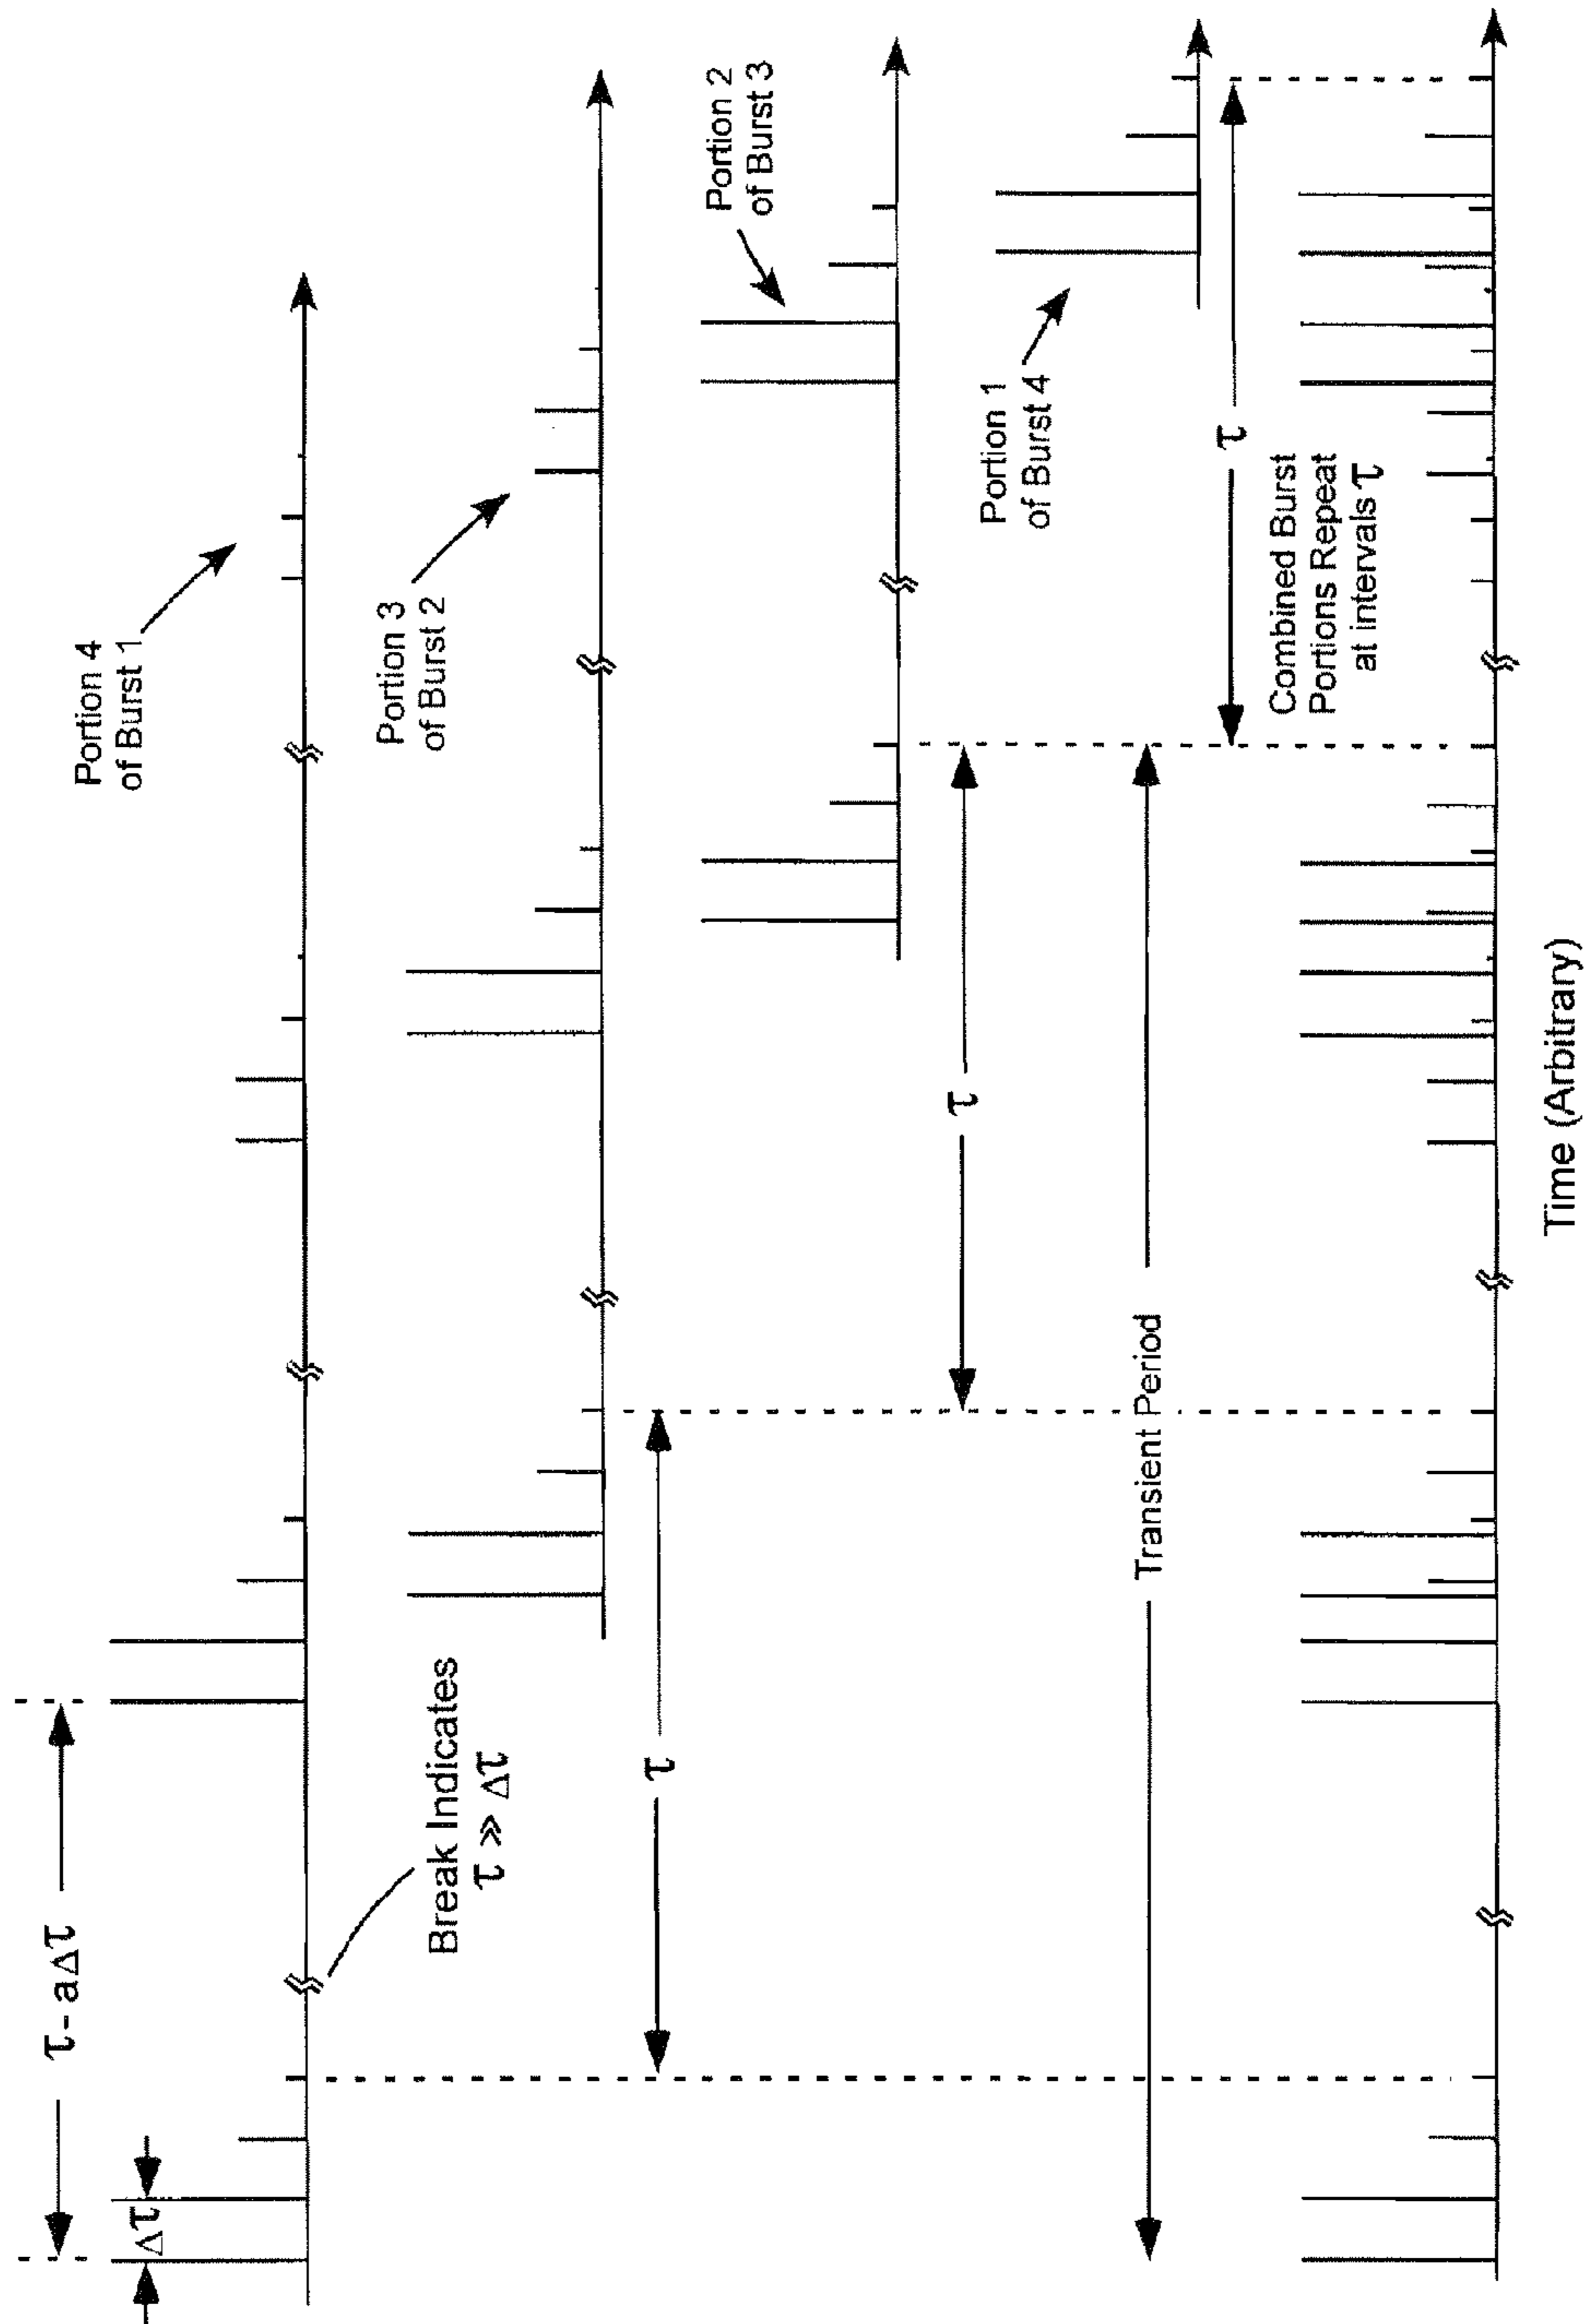 τ - aΔτ
Δτ
Break Indicates
τ >> Δτ
Portion 4
of Burst 1
τ
Portion 3
of Burst 2
τ
Portion 2
of Burst 3
Transient Period
Portion 1
of Burst 4
τ
Combined Burst
Portions Repeat
at intervals τ
Time (Arbitrary)